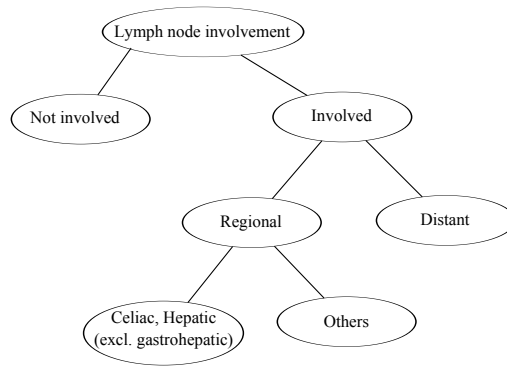 Lymph node involvement
Not involved
Involved
Regional
Distant
Celiac, Hepatic
(excl. gastrohepatic)
Others